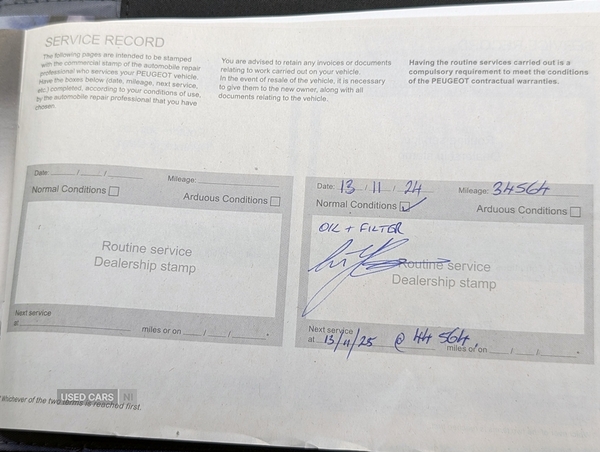 SERVICE RECORD
The following pages are intended to be stamped
with the commercial stamp of the automobile repair
professional who services your PEUGEOT vehicle.
Have the boxes below (date, mileage, next service,
etc.) completed, according to your conditions of use,
by the automobile repair professional that you have
chosen.
You are advised to retain any invoices or documents
relating to work carried out on your vehicle.
In the event of resale of the vehicle, it is necessary
to give them to the new owner, along with all
documents relating to the vehicle.
Having the routine services carried out is a
compulsory requirement to meet the conditions
of the PEUGEOT contractual warranties.
Date: / / Mileage:
Normal Conditions Arduous Conditions
Routine service
Dealership stamp
Next service
at miles or on / / *
Date: 13 / 11 / 24 Mileage: 34564
Normal Conditions ✓ Arduous Conditions
OIL + FILTER
Routine service
Dealership stamp
Next service
at 13/11/25 @ 44 564,
miles or on / / *
* Whichever of the two terms is reached first.
USED CARS NI